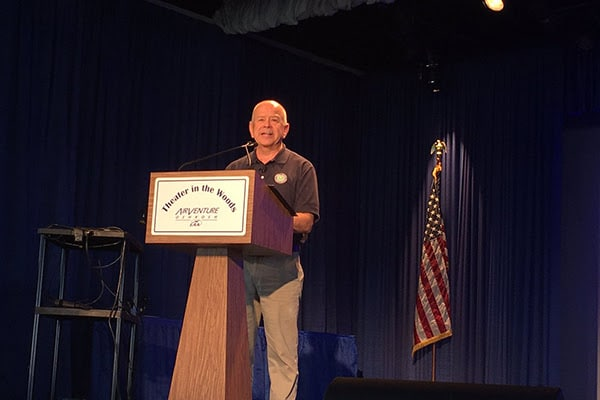 Theater in the Woods
AIRVENTURE
OSHKOSH
EAA